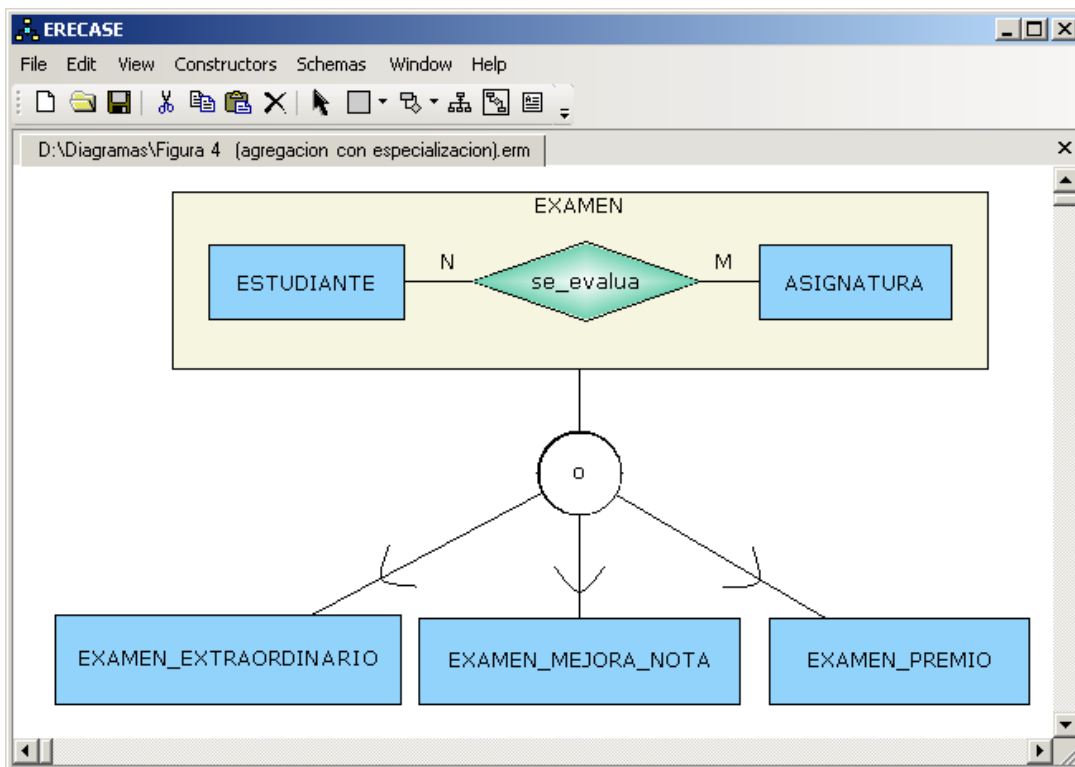 ERECASE
File Edit View Constructors Schemas Window Help
D:\Diagramas\Figura 4 (agregacion con especializacion).erm
EXAMEN
ESTUDIANTE N se_evalua M ASIGNATURA
o
EXAMEN_EXTRAORDINARIO EXAMEN_MEJORA_NOTA EXAMEN_PREMIO